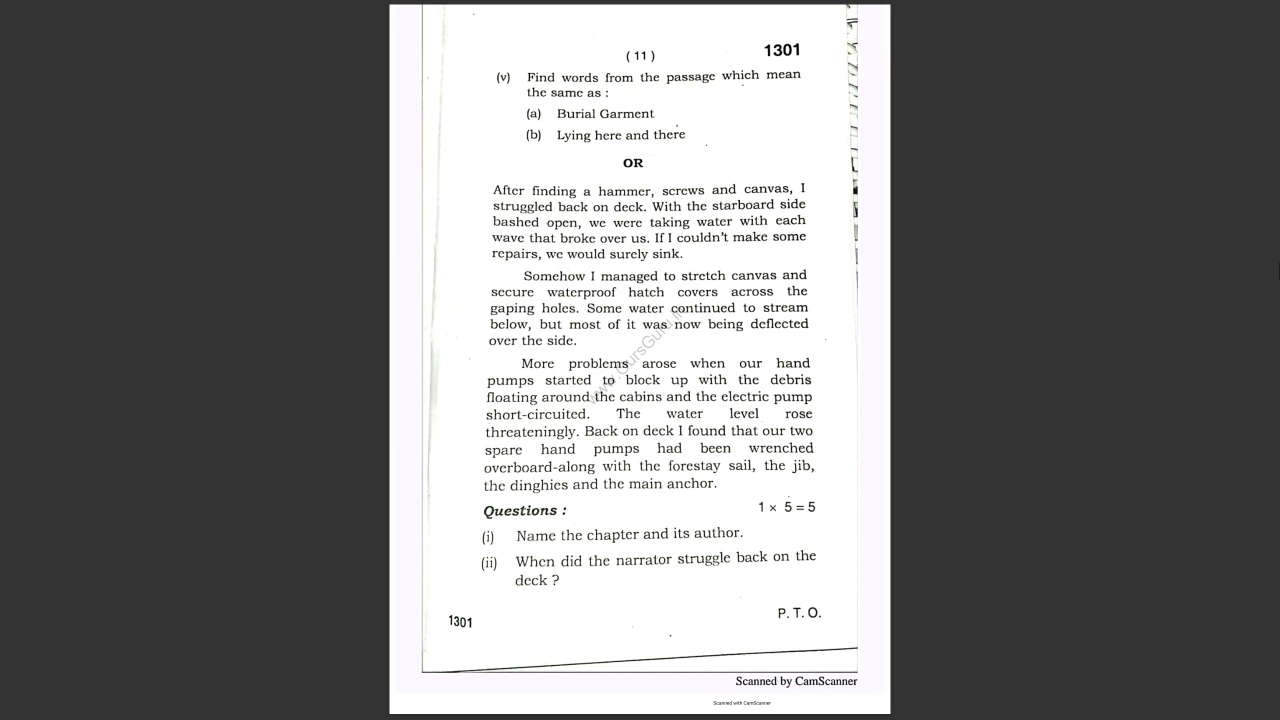 ( 11 ) 1301
(v) Find words from the passage which mean
the same as :
(a) Burial Garment
(b) Lying here and there
OR
After finding a hammer, screws and canvas, I
struggled back on deck. With the starboard side
bashed open, we were taking water with each
wave that broke over us. If I couldn't make some
repairs, we would surely sink.
Somehow I managed to stretch canvas and
secure waterproof hatch covers across the
gaping holes. Some water continued to stream
below, but most of it was now being deflected
over the side.
More problems arose when our hand
pumps started to block up with the debris
floating around the cabins and the electric pump
short-circuited. The water level rose
threateningly. Back on deck I found that our two
spare hand pumps had been wrenched
overboard-along with the forestay sail, the jib,
the dinghies and the main anchor.
Questions : 1 × 5 = 5
(i) Name the chapter and its author.
(ii) When did the narrator struggle back on the
deck ?
1301 P. T. O.
Scanned by CamScanner
Scanned with CamScanner